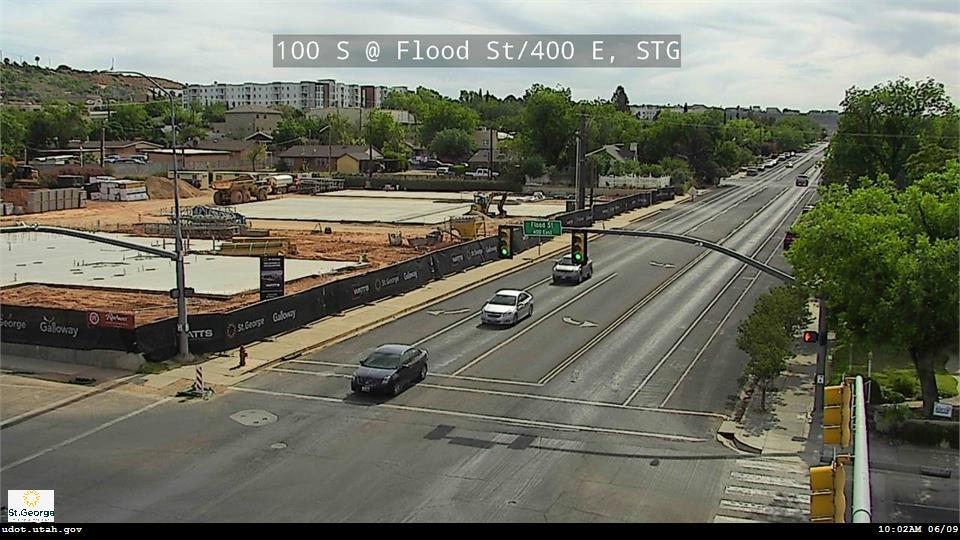 100 S @ Flood St/400 E, STG
Flood St
400 East
St.George
Galloway
St.George
Galloway
WATTS
George
Galloway
St.George
udot.utah.gov
10:02AM 06/09